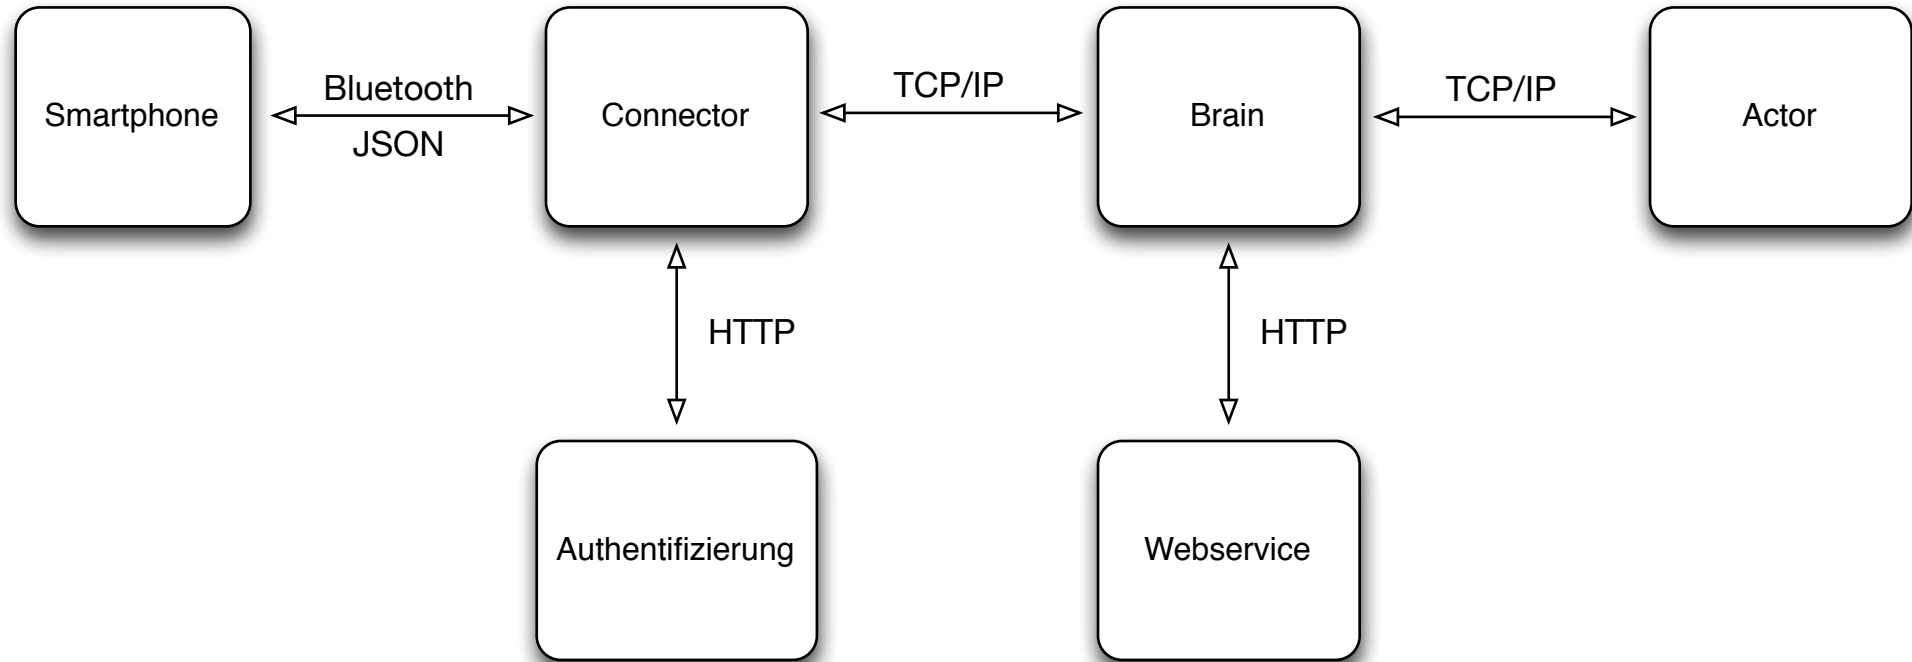 Smartphone
Bluetooth
JSON
Connector
TCP/IP
Brain
TCP/IP
Actor
HTTP
HTTP
Authentifizierung
Webservice